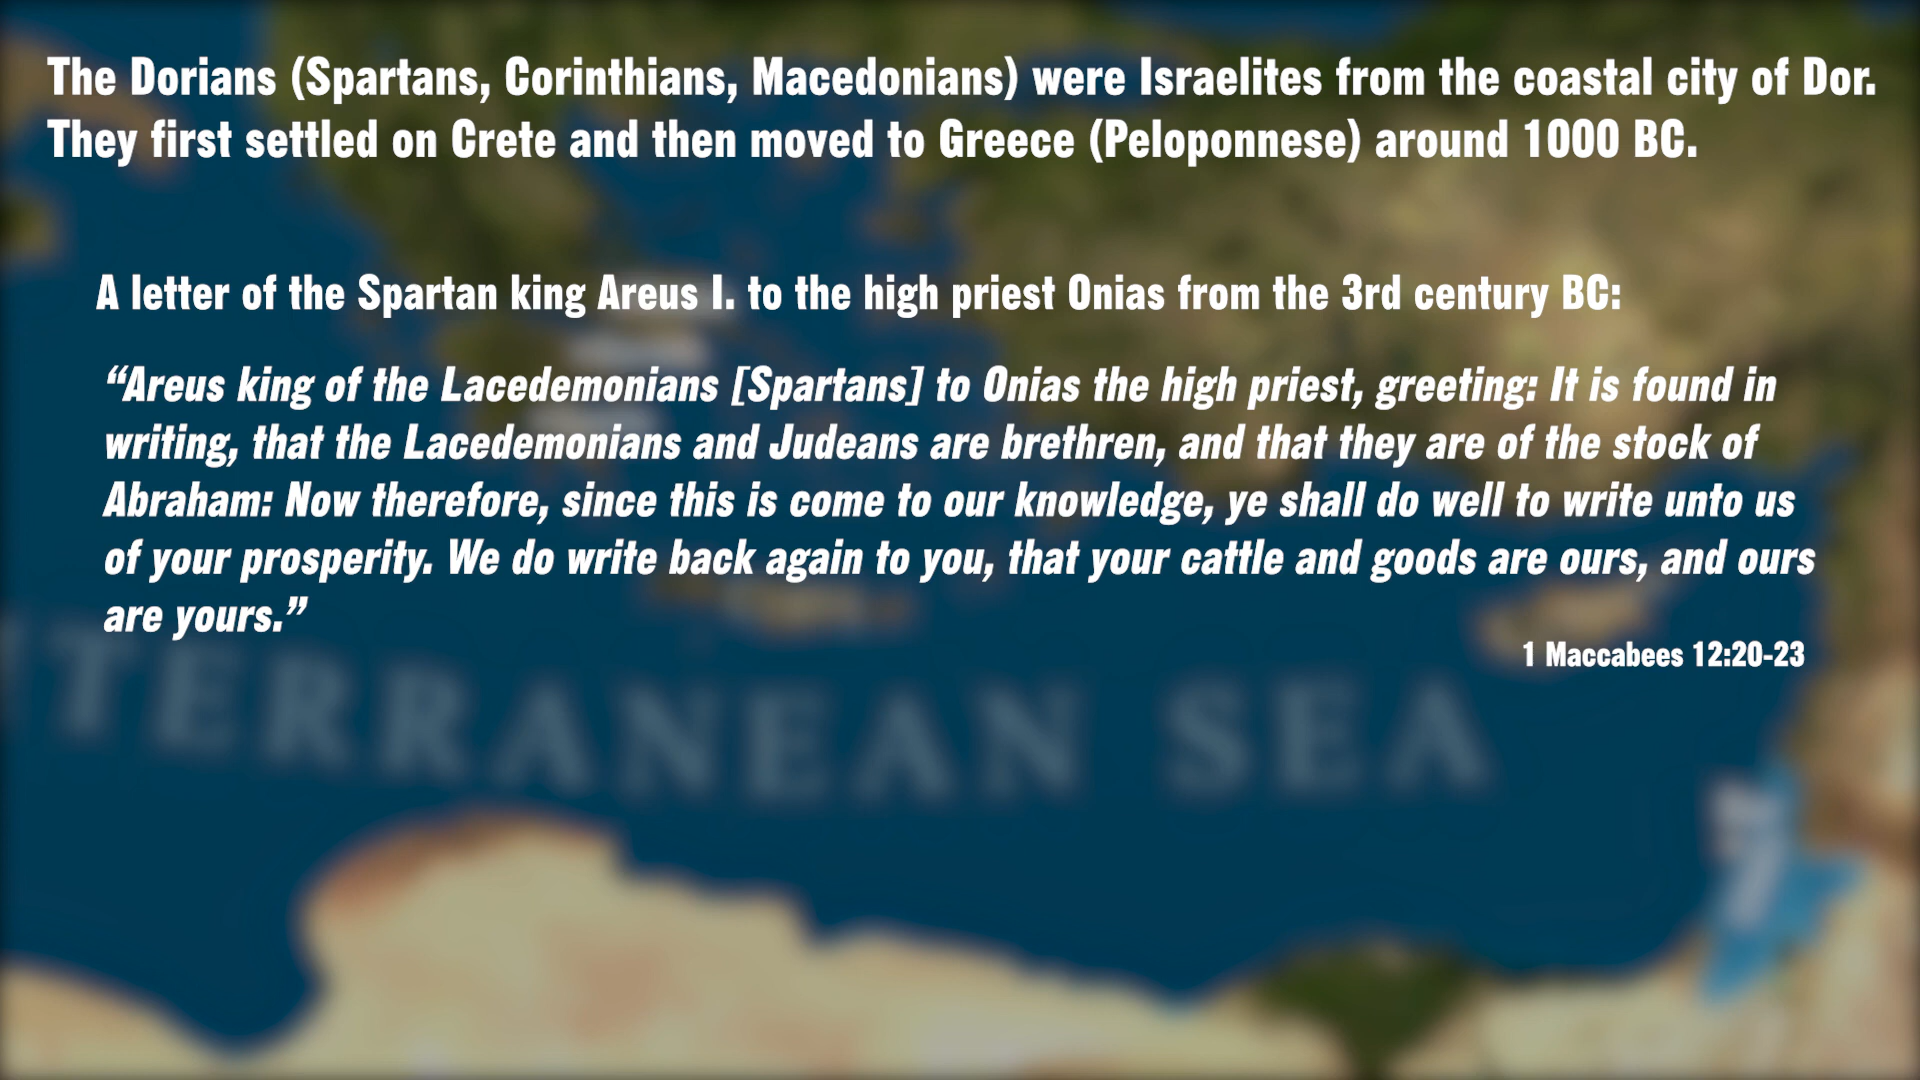 The Dorians (Spartans, Corinthians, Macedonians) were Israelites from the coastal city of Dor.
They first settled on Crete and then moved to Greece (Peloponnese) around 1000 BC.
A letter of the Spartan king Areus I. to the high priest Onias from the 3rd century BC:
“Areus king of the Lacedemonians [Spartans] to Onias the high priest, greeting: It is found in
writing, that the Lacedemonians and Judeans are brethren, and that they are of the stock of
Abraham: Now therefore, since this is come to our knowledge, ye shall do well to write unto us
of your prosperity. We do write back again to you, that your cattle and goods are ours, and ours
are yours.”
1 Maccabees 12:20-23
TERRANEAN SEA